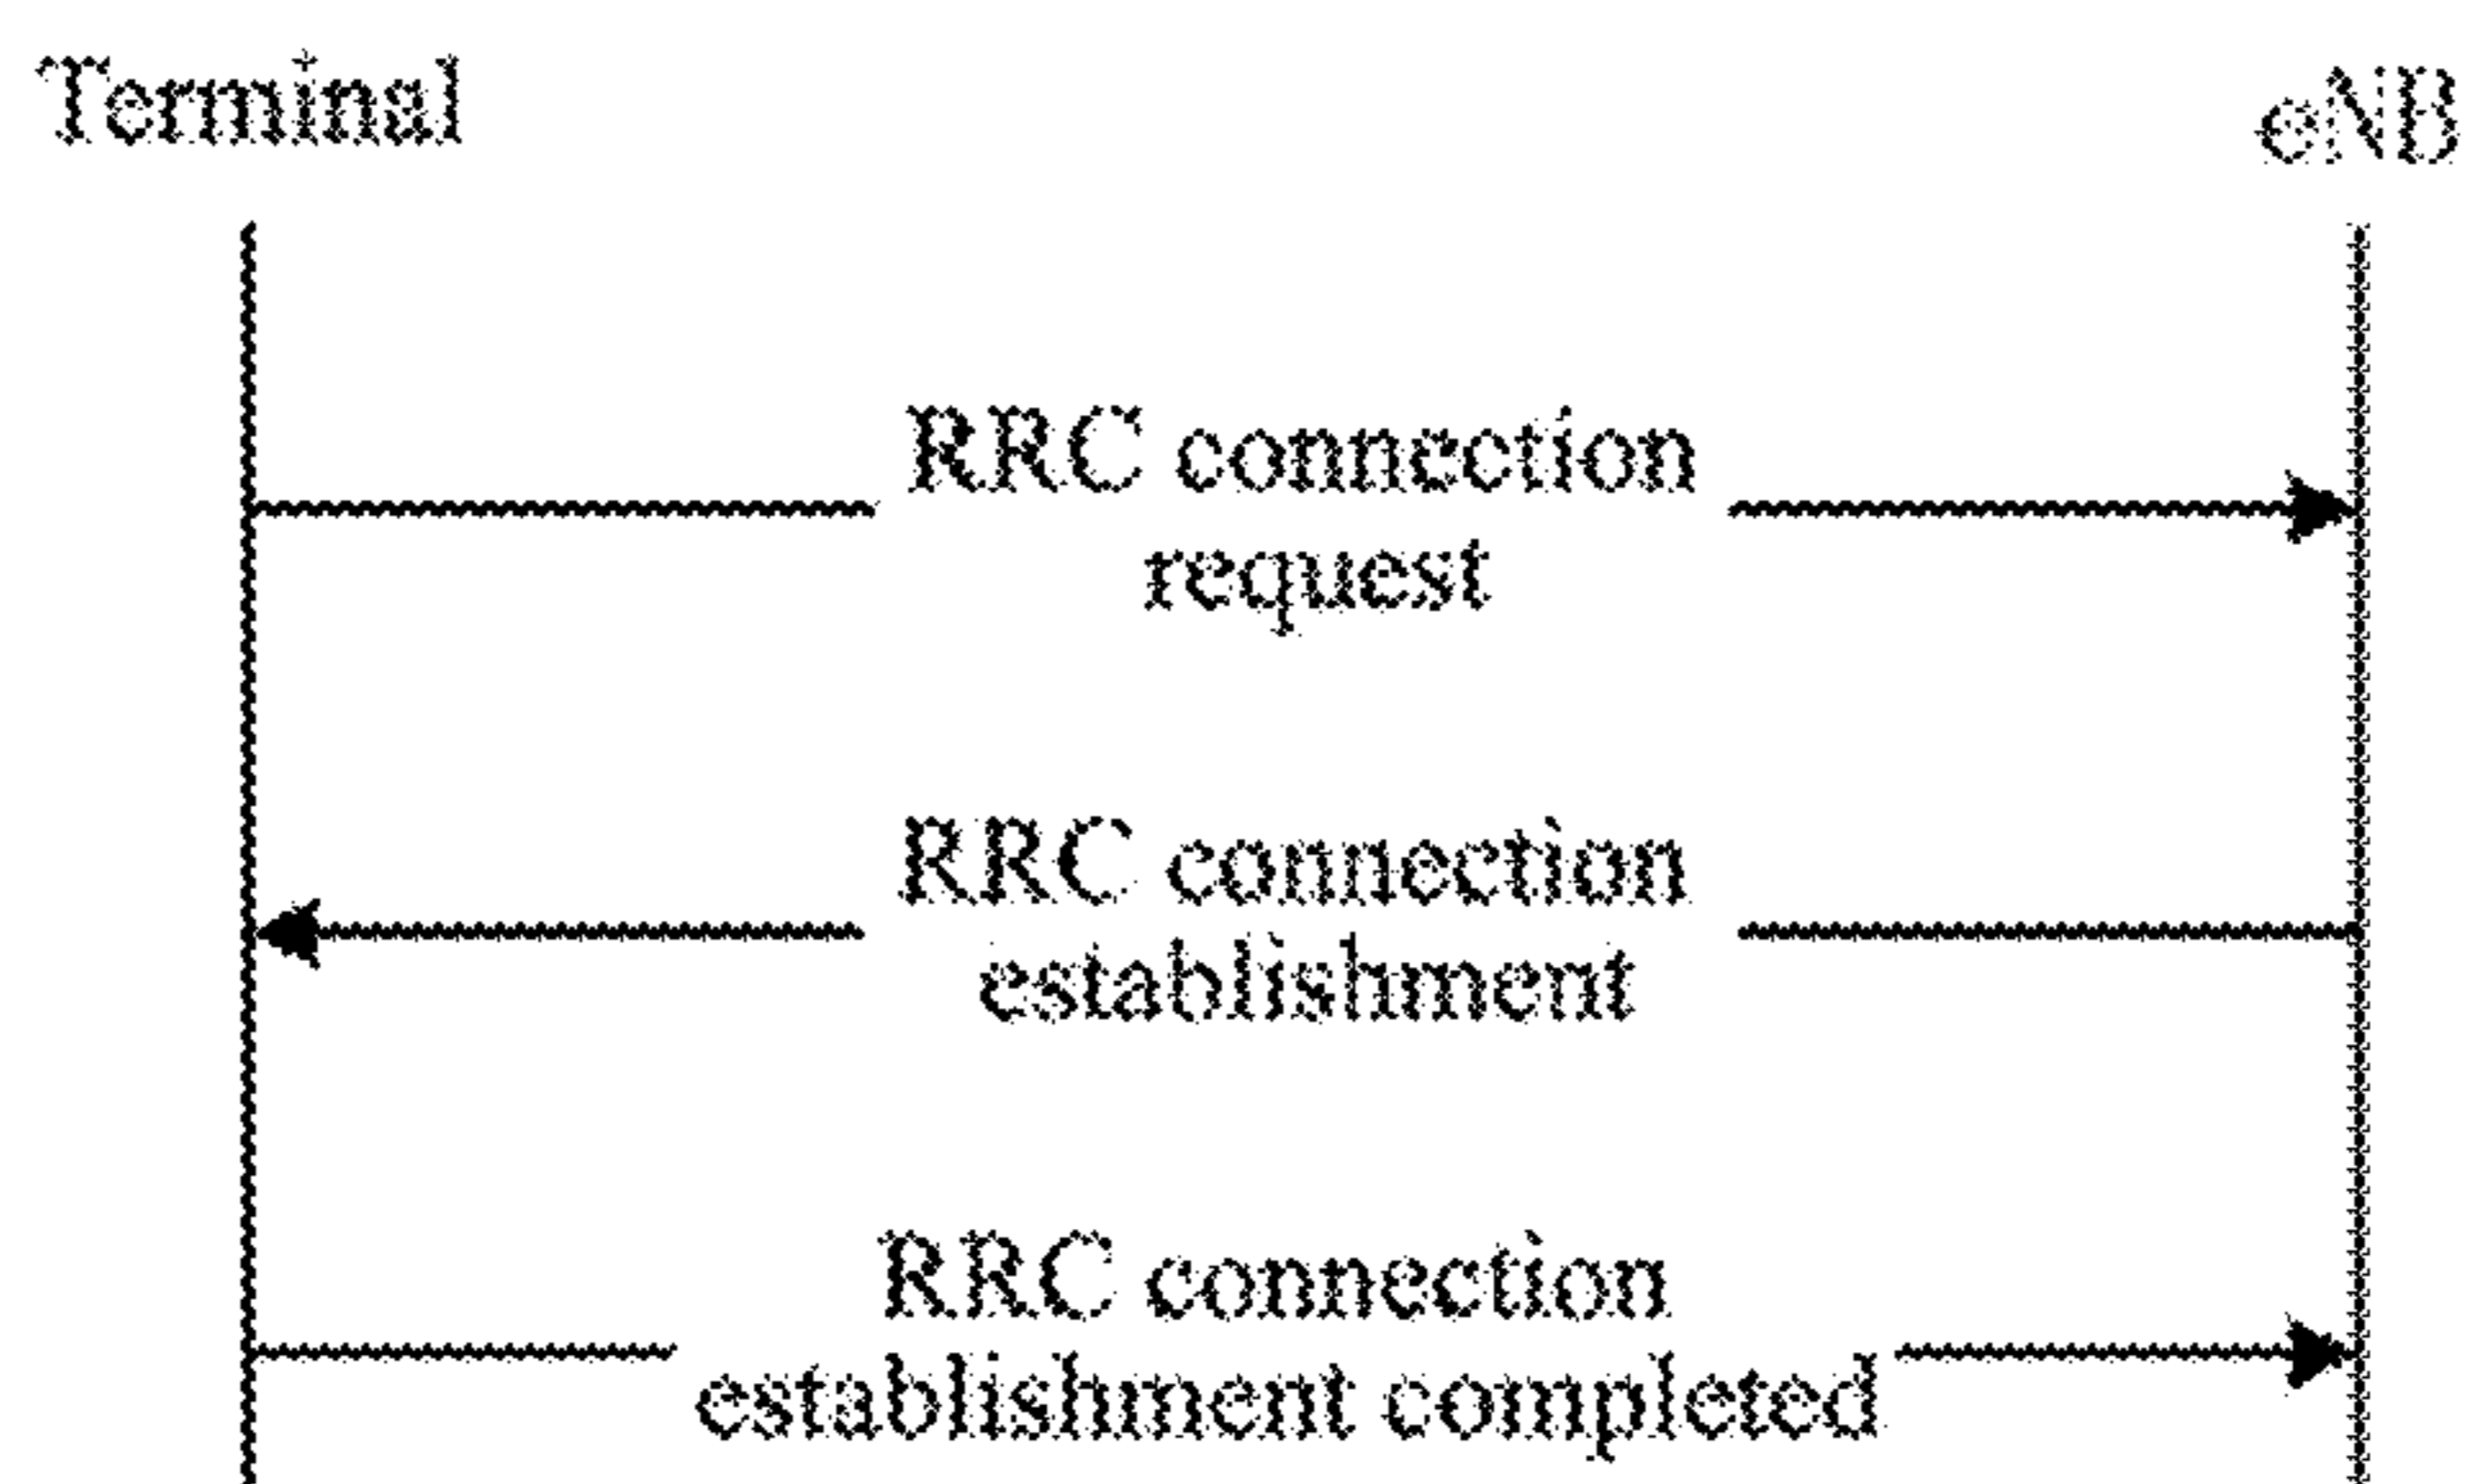 Terminal
eNB
RRC connection
request
RRC connection
establishment
RRC connection
establishment completed